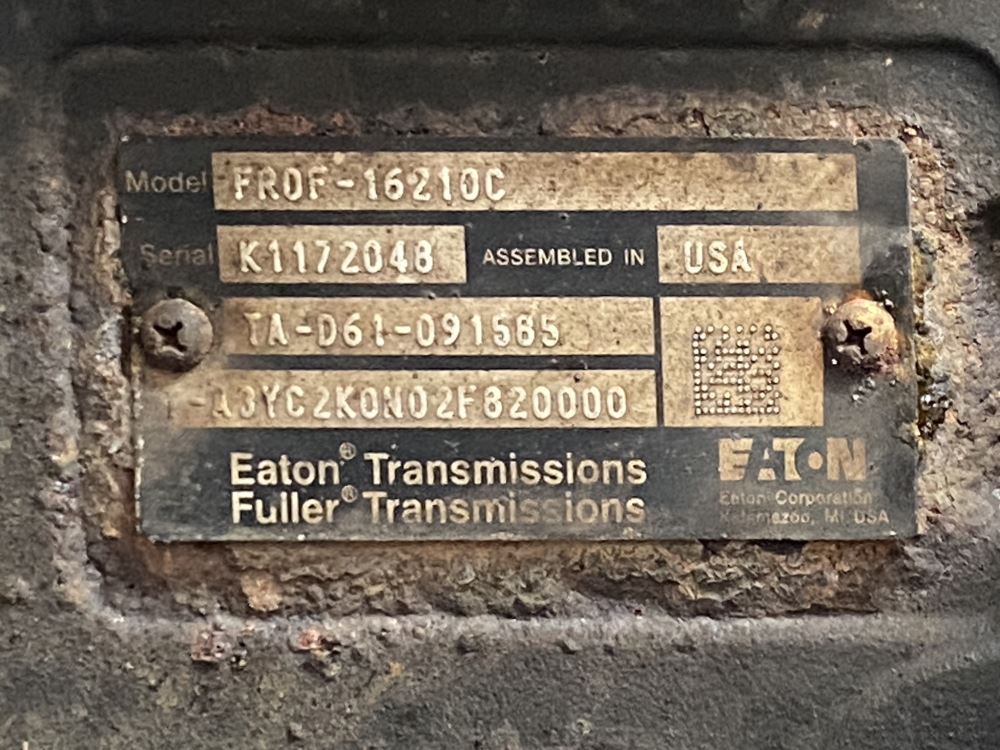 Model FROF-16210C
Serial K1172048 ASSEMBLED IN USA
TA-D61-091585
-A3YC2K0N02F820000
Eaton® Transmissions
Fuller® Transmissions
EATON
Eaton Corporation
Kalamazoo, MI USA